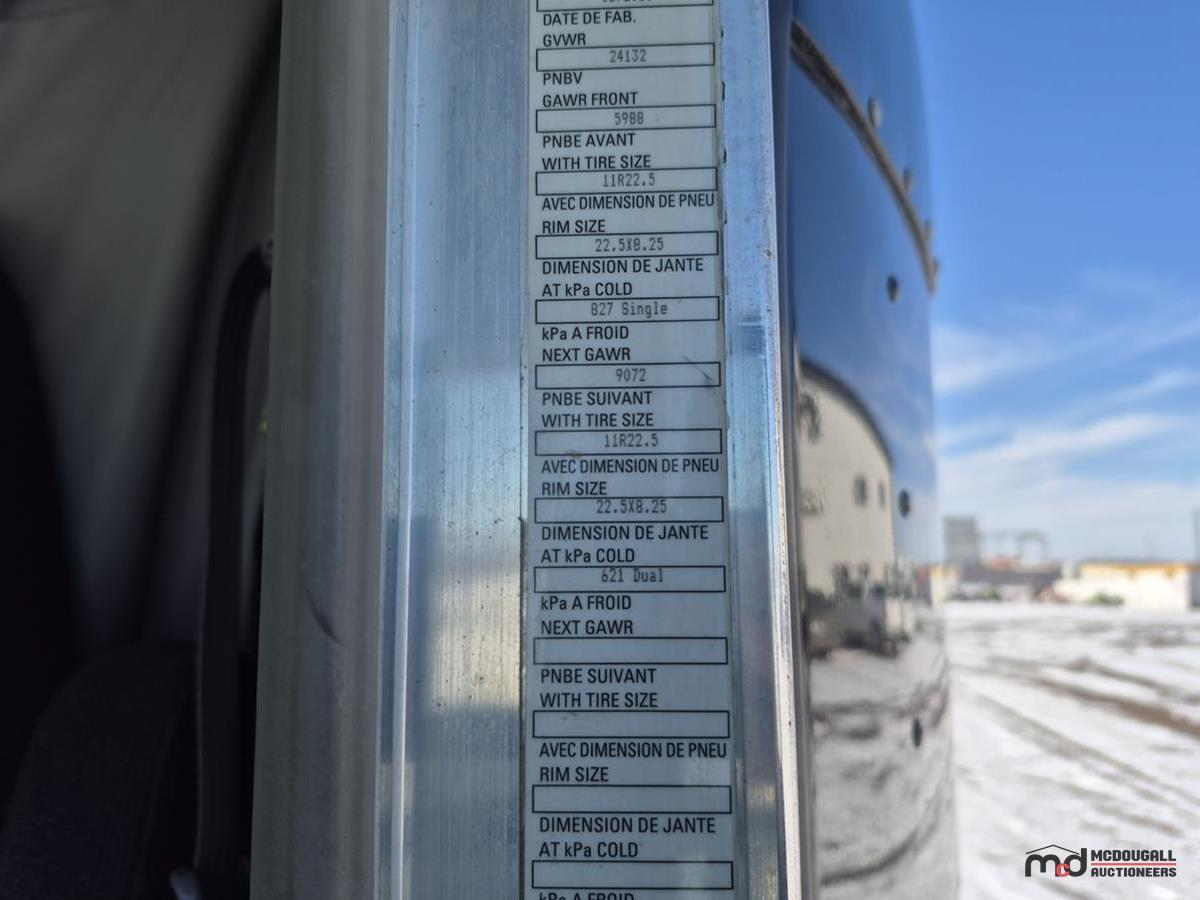 DATE DE FAB.
GVWR
24132
PNBV
GAWR FRONT
5988
PNBE AVANT
WITH TIRE SIZE
11R22.5
AVEC DIMENSION DE PNEU
RIM SIZE
22.5X8.25
DIMENSION DE JANTE
AT kPa COLD
827 Single
kPa A FROID
NEXT GAWR
9072
PNBE SUIVANT
WITH TIRE SIZE
11R22.5
AVEC DIMENSION DE PNEU
RIM SIZE
22.5X8.25
DIMENSION DE JANTE
AT kPa COLD
621 Dual
kPa A FROID
NEXT GAWR
PNBE SUIVANT
WITH TIRE SIZE
AVEC DIMENSION DE PNEU
RIM SIZE
DIMENSION DE JANTE
AT kPa COLD
kPa A FROID
mcd MCDOUGALL
AUCTIONEERS